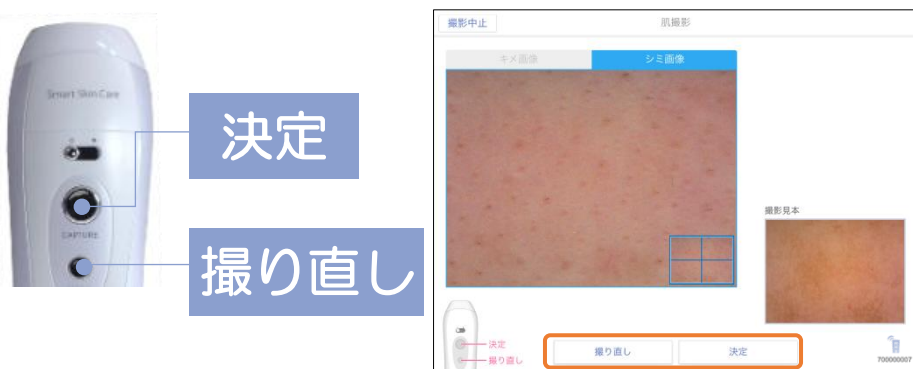 Smart Skin Care
CAPTURE
決定
撮り直し
撮影中止
肌撮影
キメ画像
シミ画像
撮影見本
決定
撮り直し
撮り直し
決定
700000007